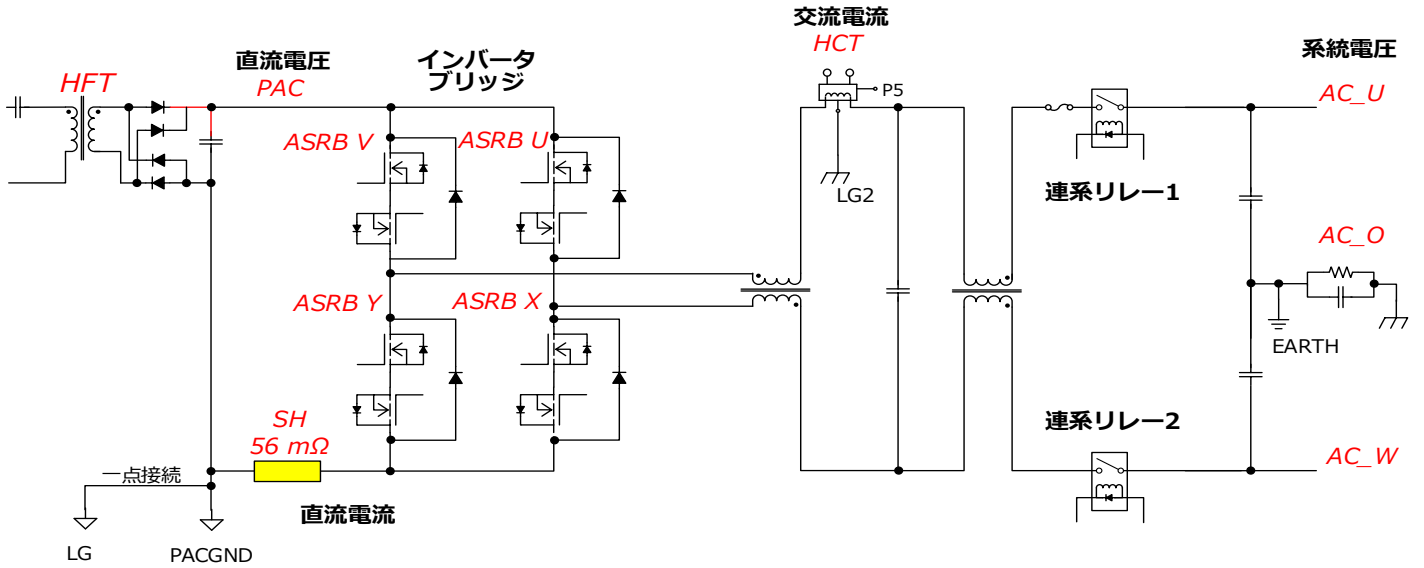 HFT
直流電圧
PAC
インバータ
ブリッジ
交流電流
HCT
P5
LG2
系統電圧
AC_U
ASRB V
ASRB U
連系リレー1
AC_O
ASRB Y
ASRB X
EARTH
SH
56 mΩ
連系リレー2
AC_W
一点接続
直流電流
LG
PACGND